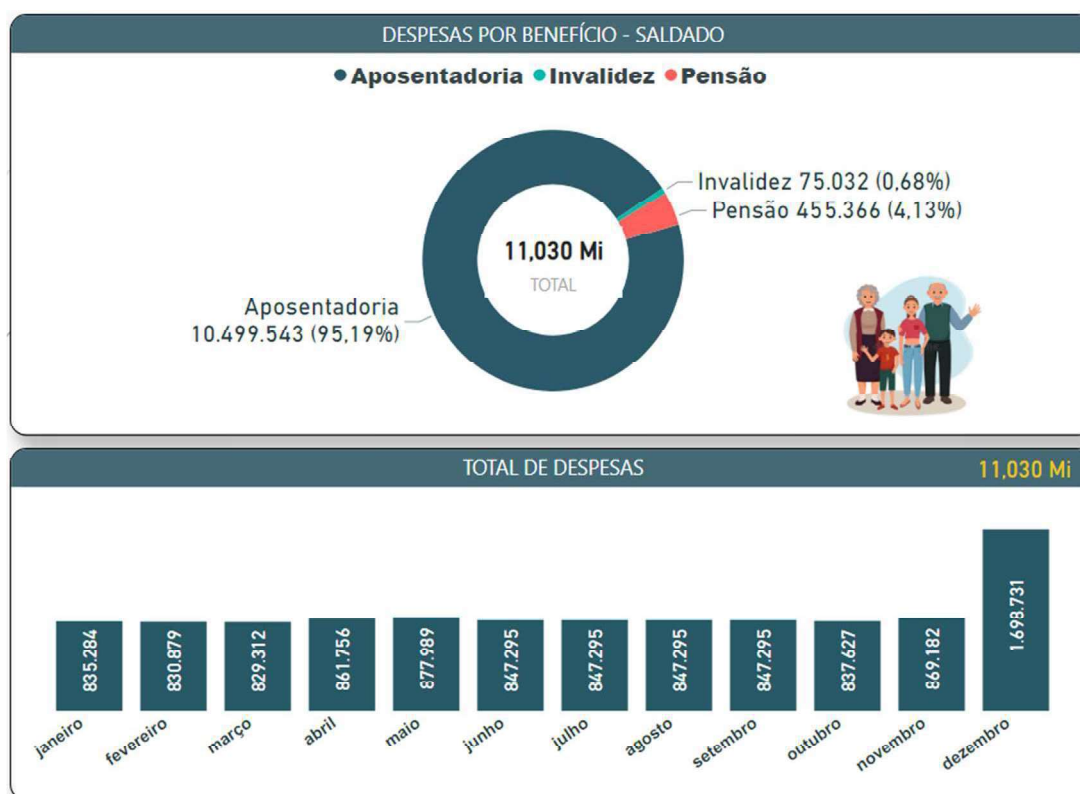 DESPESAS POR BENEFÍCIO - SALDADO
Aposentadoria Invalidez Pensão
Invalidez 75.032 (0,68%)
Pensão 455.366 (4,13%)
11,030 Mi
TOTAL
Aposentadoria
10.499.543 (95,19%)
TOTAL DE DESPESAS 11,030 Mi
835.284
830.879
829.312
861.756
877.989
847.295
847.295
847.295
847.295
837.627
869.182
1.698.731
janeiro
fevereiro
março
abril
maio
junho
julho
agosto
setembro
outubro
novembro
dezembro